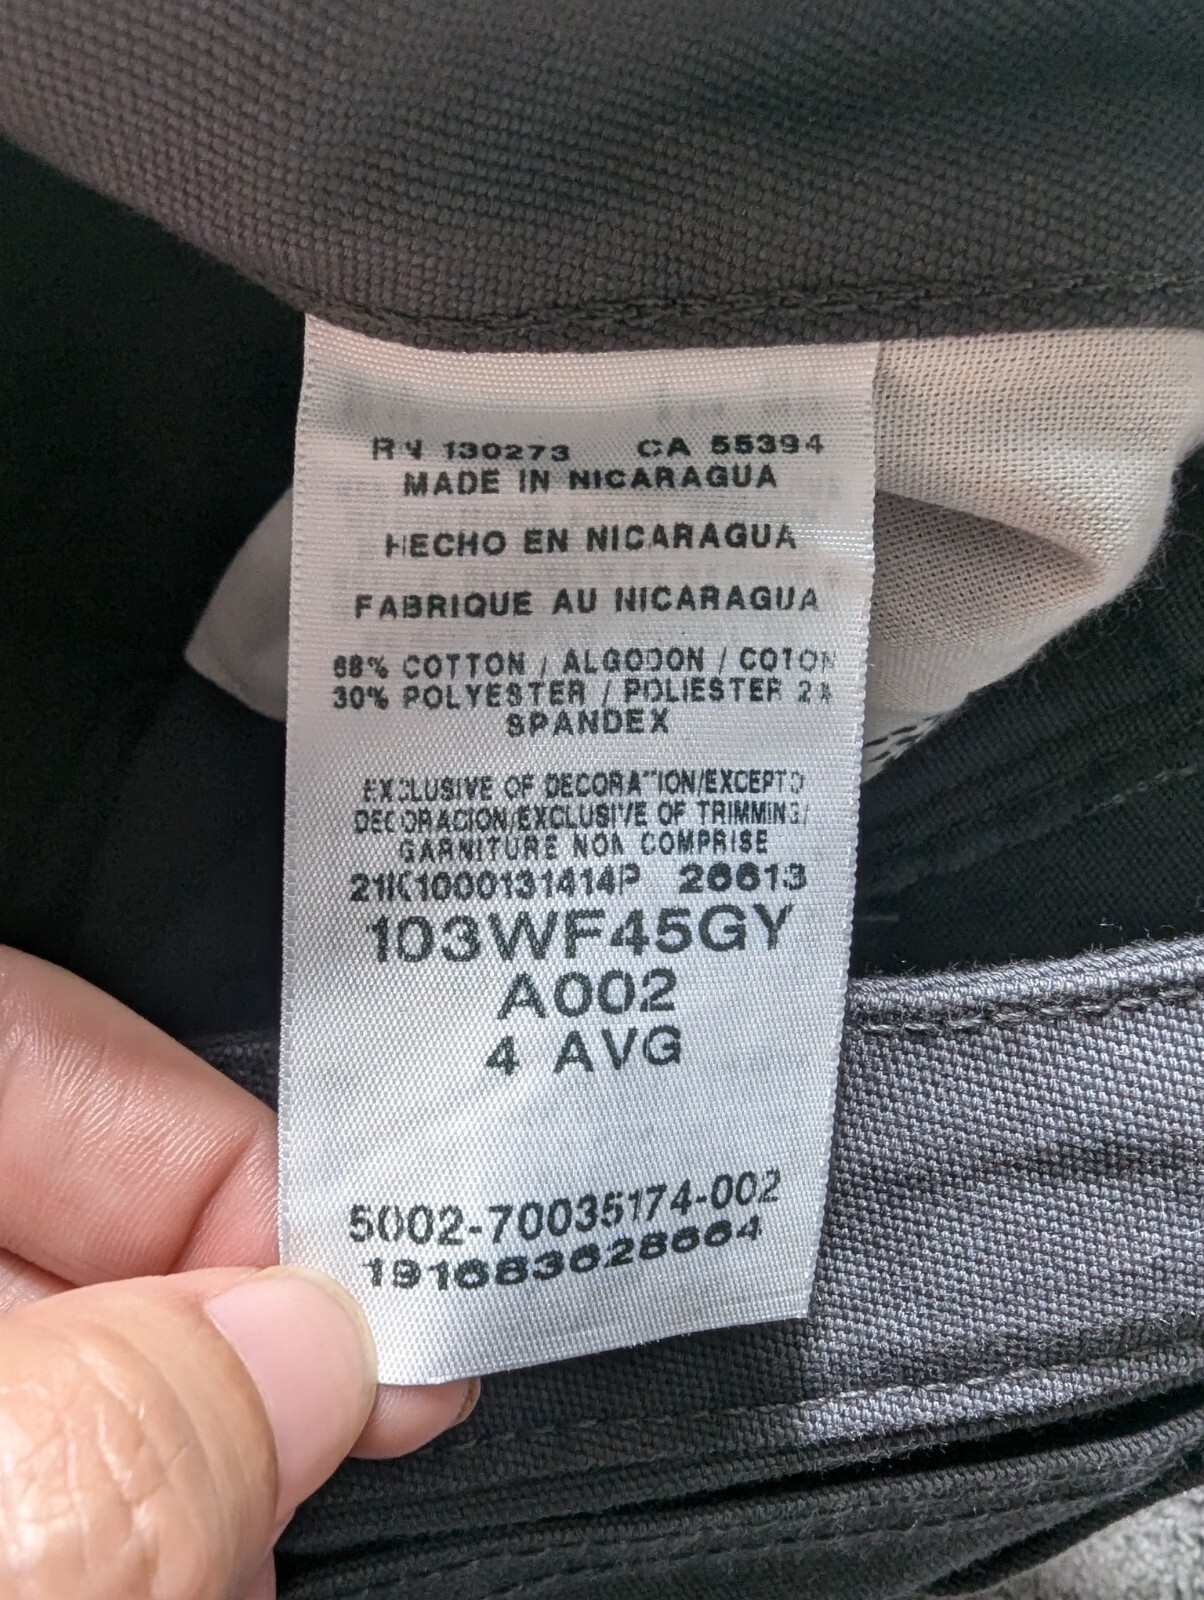 RN 130273 CA 55394
MADE IN NICARAGUA
HECHO EN NICARAGUA
FABRIQUE AU NICARAGUA
68% COTTON / ALGODON / COTON
30% POLYESTER / POLIESTER 2%
SPANDEX
EXCLUSIVE OF DECORATION/EXCEPTO
DECORACION/EXCLUSIVE OF TRIMMING/
GARNITURE NON COMPRISE
21K1000131414P 26613
103WF45GY
A002
4 AVG
5002-70035174-002
191683628664